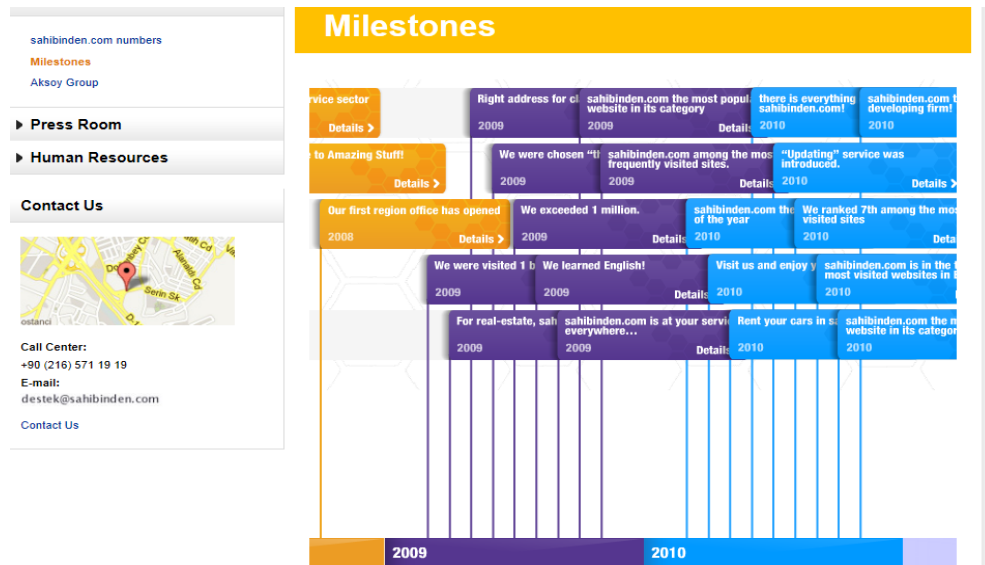 Milestones
sahibinden.com numbers
Milestones
Aksoy Group
Press Room
Human Resources
Contact Us
Serin Sk
ostanci
Call Center:
+90 (216) 571 19 19
E-mail:
destek@sahibinden.com
Contact Us
rvice sector
Details
Right address for cl
2009
sahibinden.com the most popul
website in its category
2009
Details
there is everything
sahibinden.com!
2010
sahibinden.com t
developing firm!
2010
to Amazing Stuff!
Details
We were chosen "th
2009
sahibinden.com among the mos
frequently visited sites.
2009
Details
"Updating" service was
introduced.
2010
Details
Our first region office has opened
2008
Details
We exceeded 1 million.
2009
Details
sahibinden.com the
of the year
2010
We ranked 7th among the mos
visited sites
2010
Deta
We were visited 1 b
2009
We learned English!
2009
Details
Visit us and enjoy y
2010
sahibinden.com is in the
most visited websites in
2010
For real-estate, sah
2009
sahibinden.com is at your servi
everywhere...
2009
Details
Rent your cars in sa
2010
sahibinden.com the m
website in its categor
2010
2009
2010